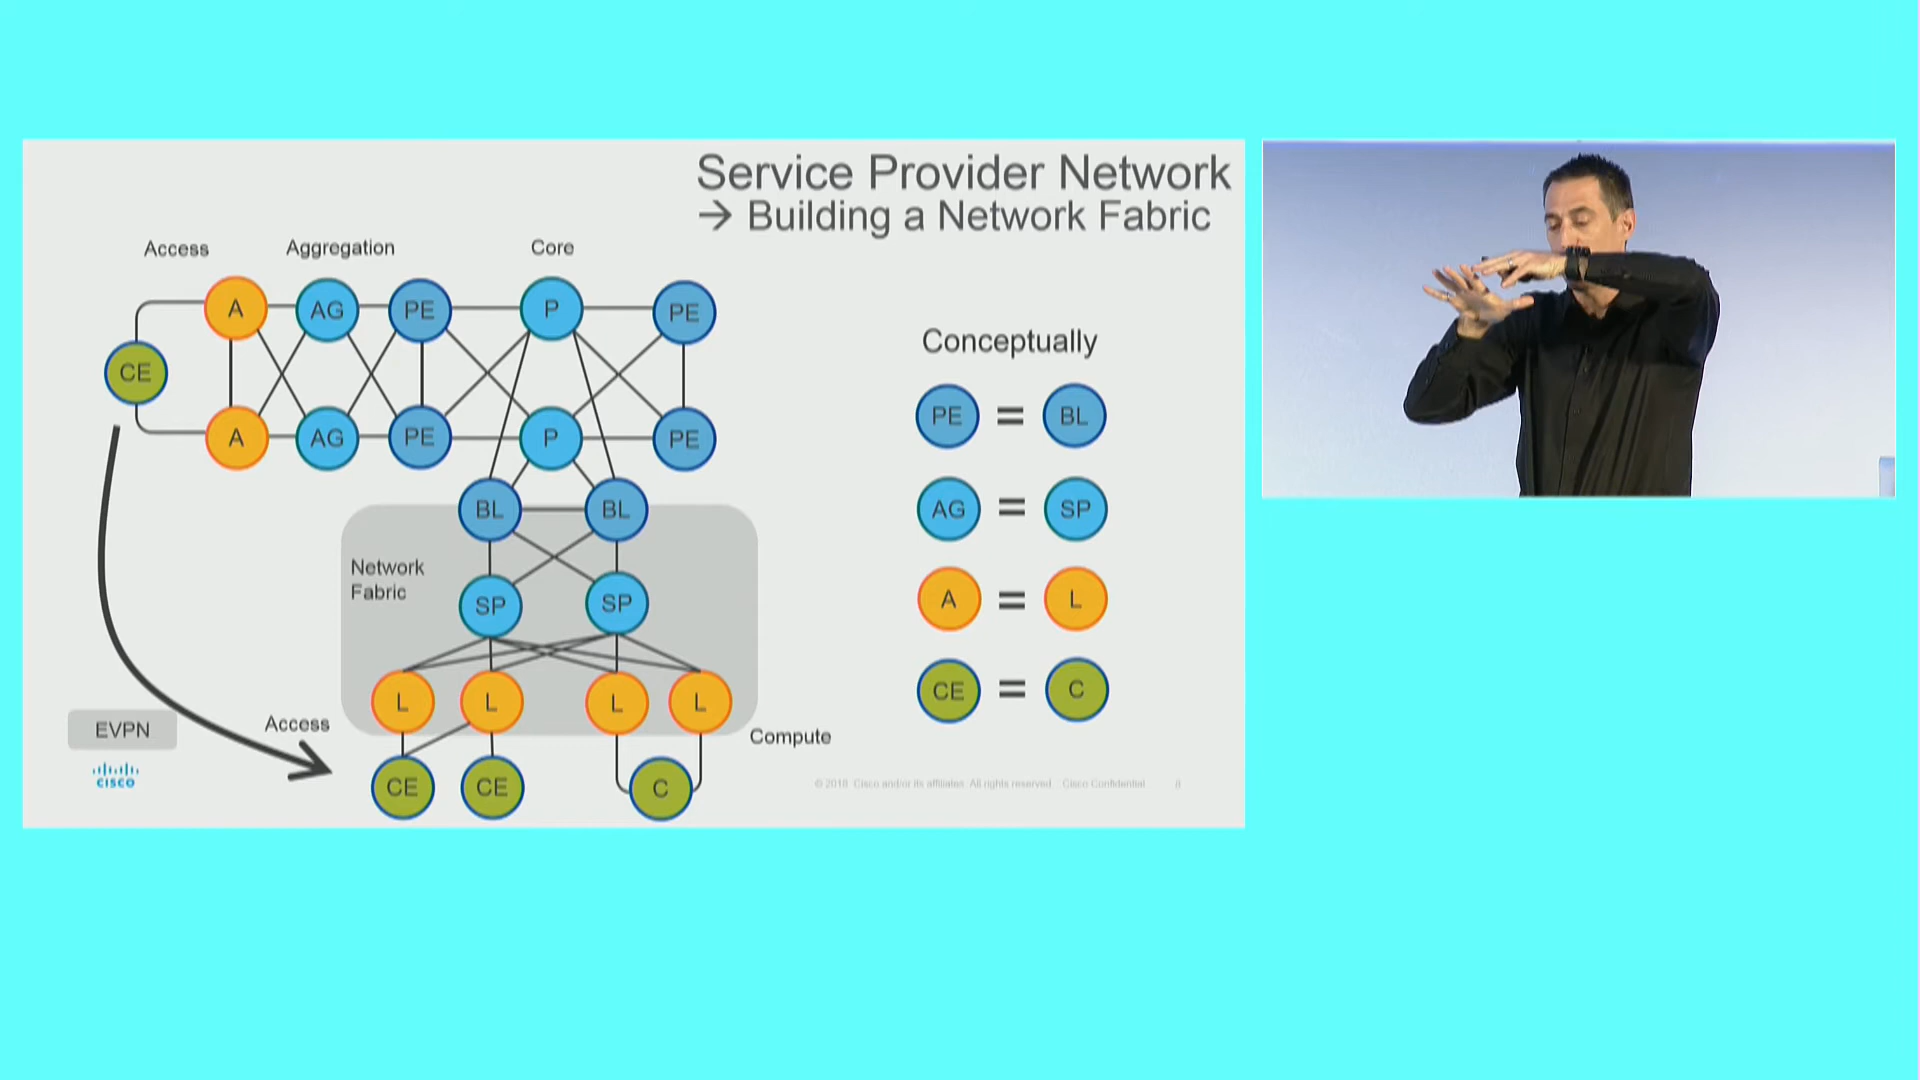 Service Provider Network
→ Building a Network Fabric
Access
Aggregation
Core
A
AG
PE
P
PE
CE
A
AG
PE
P
PE
BL
BL
Network
Fabric
SP
SP
L
L
L
L
EVPN
Access
Compute
CISCO
CE
CE
C
Conceptually
PE = BL
AG = SP
A = L
CE = C
© 2018 Cisco and/or its affiliates. All rights reserved. Cisco Confidential
8